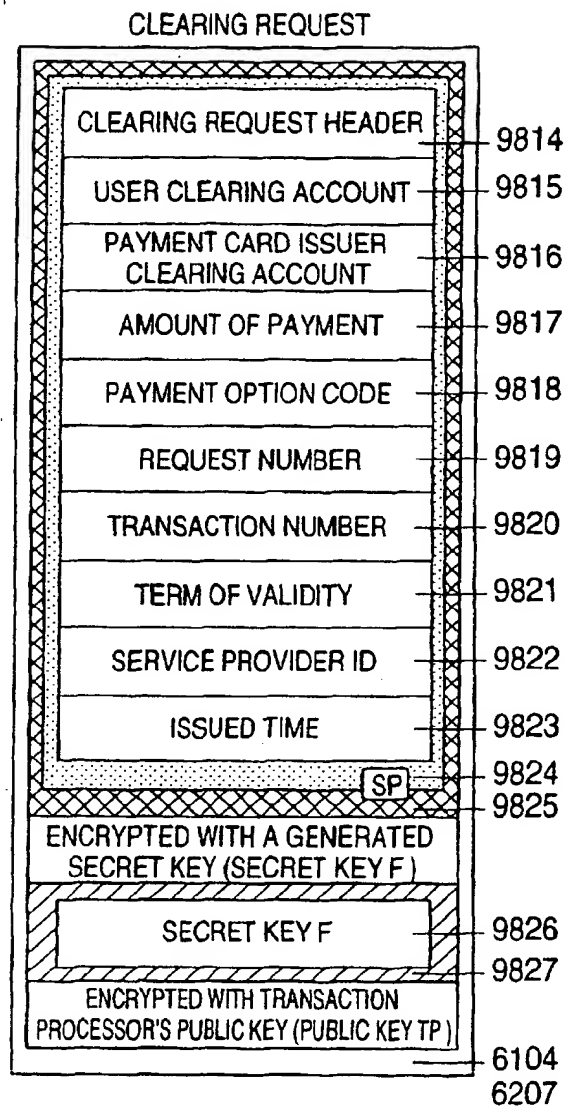 CLEARING REQUEST
CLEARING REQUEST HEADER
9814
USER CLEARING ACCOUNT
9815
PAYMENT CARD ISSUER
CLEARING ACCOUNT
9816
AMOUNT OF PAYMENT
9817
PAYMENT OPTION CODE
9818
REQUEST NUMBER
9819
TRANSACTION NUMBER
9820
TERM OF VALIDITY
9821
SERVICE PROVIDER ID
9822
ISSUED TIME
9823
SP
9824
9825
ENCRYPTED WITH A GENERATED
SECRET KEY (SECRET KEY F)
SECRET KEY F
9826
9827
ENCRYPTED WITH TRANSACTION
PROCESSOR'S PUBLIC KEY (PUBLIC KEY TP)
6104
6207